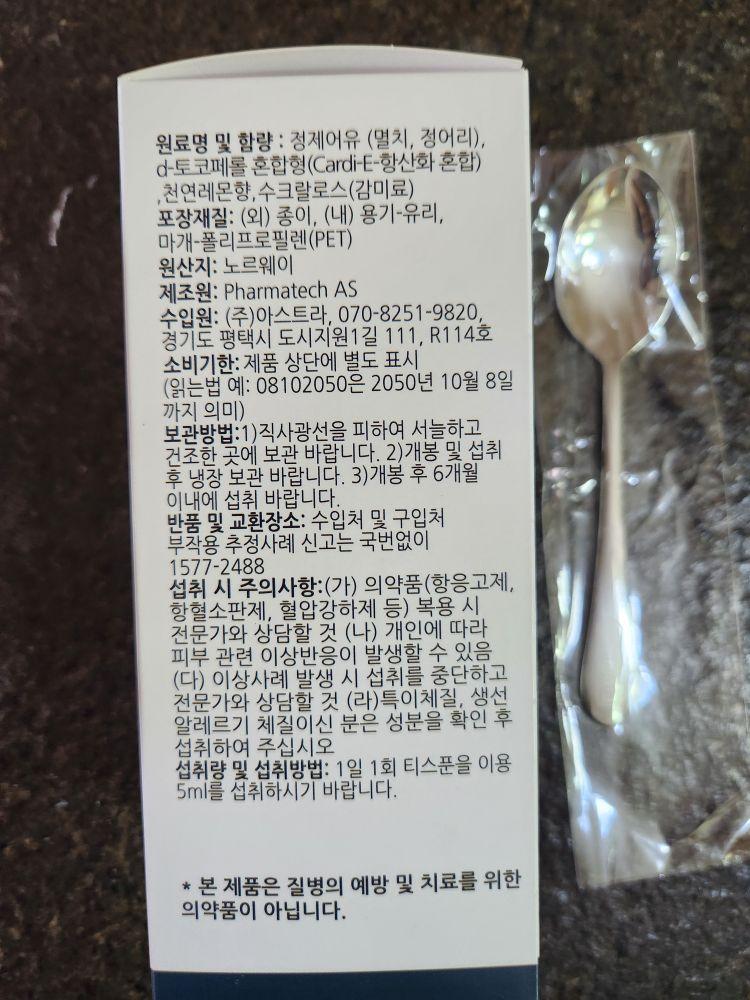 원료명 및 함량 : 정제어유 (멸치, 정어리),
d-토코페롤 혼합형(Cardi-E-항산화 혼합)
,천연레몬향,수크랄로스(감미료)
포장재질: (외) 종이, (내) 용기-유리,
마개-폴리프로필렌(PET)
원산지: 노르웨이
제조원: Pharmatech AS
수입원: (주)아스트라, 070-8251-9820,
경기도 평택시 도시지원1길 111, R114호
소비기한: 제품 상단에 별도 표시
(읽는법 예: 08102050은 2050년 10월 8일
까지 의미)
보관방법:1)직사광선을 피하여 서늘하고
건조한 곳에 보관 바랍니다. 2)개봉 및 섭취
후 냉장 보관 바랍니다. 3)개봉 후 6개월
이내에 섭취 바랍니다.
반품 및 교환장소: 수입처 및 구입처
부작용 추정사례 신고는 국번없이
1577-2488
섭취 시 주의사항:(가) 의약품(항응고제,
항혈소판제, 혈압강하제 등) 복용 시
전문가와 상담할 것 (나) 개인에 따라
피부 관련 이상반응이 발생할 수 있음
(다) 이상사례 발생 시 섭취를 중단하고
전문가와 상담할 것 (라)특이체질, 생선
알레르기 체질이신 분은 성분을 확인 후
섭취하여 주십시오
섭취량 및 섭취방법: 1일 1회 티스푼을 이용
5ml를 섭취하시기 바랍니다.
* 본 제품은 질병의 예방 및 치료를 위한
의약품이 아닙니다.